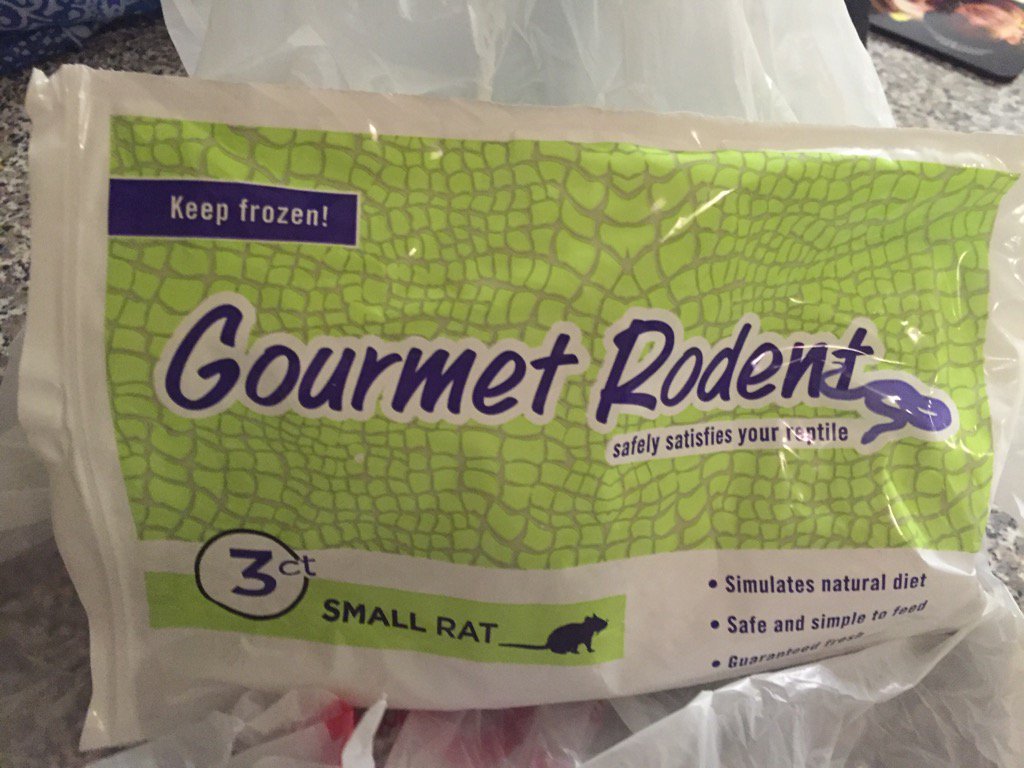 Keep frozen!
Gourmet Rodent
safely satisfies your reptile
3ct
SMALL RAT
• Simulates natural diet
• Safe and simple to feed
• Guaranteed fresh